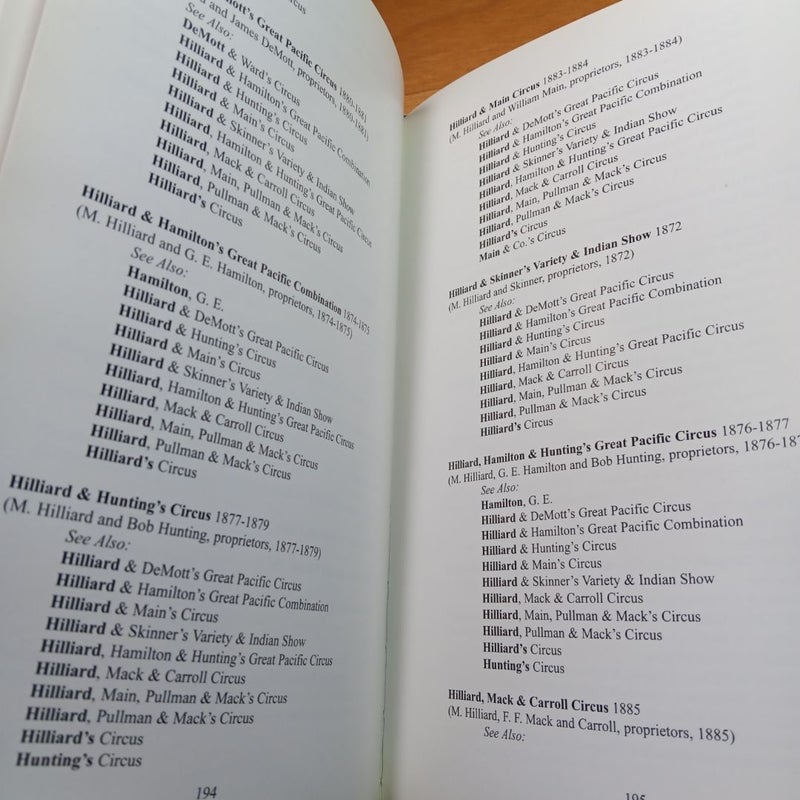 Circus
Mott's Great Pacific Circus 1880-1881
and James DeMott, proprietors, 1880-1881)
See Also:
DeMott & Ward's Circus
Hilliard & Hamilton's Great Pacific Combination
Hilliard & Hunting's Circus
Hilliard & Main's Circus
Hilliard & Skinner's Variety & Indian Show
Hilliard, Hamilton & Hunting's Great Pacific Circus
Hilliard, Mack & Carroll Circus
Hilliard, Main, Pullman & Mack's Circus
Hilliard, Pullman & Mack's Circus
Hilliard's Circus
Hilliard & Hamilton's Great Pacific Combination 1874-1875
(M. Hilliard and G. E. Hamilton, proprietors, 1874-1875)
See Also:
Hamilton, G. E.
Hilliard & DeMott's Great Pacific Circus
Hilliard & Hunting's Circus
Hilliard & Main's Circus
Hilliard & Skinner's Variety & Indian Show
Hilliard, Hamilton & Hunting's Great Pacific Circus
Hilliard, Mack & Carroll Circus
Hilliard, Main, Pullman & Mack's Circus
Hilliard, Pullman & Mack's Circus
Hilliard's Circus
Hilliard & Hunting's Circus 1877-1879
(M. Hilliard and Bob Hunting, proprietors, 1877-1879)
See Also:
Hilliard & DeMott's Great Pacific Circus
Hilliard & Hamilton's Great Pacific Combination
Hilliard & Main's Circus
Hilliard & Skinner's Variety & Indian Show
Hilliard, Hamilton & Hunting's Great Pacific Circus
Hilliard, Mack & Carroll Circus
Hilliard, Main, Pullman & Mack's Circus
Hilliard, Pullman & Mack's Circus
Hilliard's Circus
Hunting's Circus
194
Hilliard & Main Circus 1883-1884
(M. Hilliard and William Main, proprietors, 1883-1884)
See Also:
Hilliard & DeMott's Great Pacific Circus
Hilliard & Hamilton's Great Pacific Combination
Hilliard & Hunting's Circus
Hilliard & Skinner's Variety & Indian Show
Hilliard, Hamilton & Hunting's Great Pacific Circus
Hilliard, Mack & Carroll Circus
Hilliard, Main, Pullman & Mack's Circus
Hilliard, Pullman & Mack's Circus
Hilliard's Circus
Main & Co.'s Circus
Hilliard & Skinner's Variety & Indian Show 1872
(M. Hilliard and Skinner, proprietors, 1872)
See Also:
Hilliard & DeMott's Great Pacific Circus
Hilliard & Hamilton's Great Pacific Combination
Hilliard & Hunting's Circus
Hilliard & Main's Circus
Hilliard, Hamilton & Hunting's Great Pacific Circus
Hilliard, Mack & Carroll Circus
Hilliard, Main, Pullman & Mack's Circus
Hilliard, Pullman & Mack's Circus
Hilliard's Circus
Hilliard, Hamilton & Hunting's Great Pacific Circus 1876-1877
(M. Hilliard, G. E. Hamilton and Bob Hunting, proprietors, 1876-187
See Also:
Hamilton, G. E.
Hilliard & DeMott's Great Pacific Circus
Hilliard & Hamilton's Great Pacific Combination
Hilliard & Hunting's Circus
Hilliard & Main's Circus
Hilliard & Skinner's Variety & Indian Show
Hilliard, Mack & Carroll Circus
Hilliard, Main, Pullman & Mack's Circus
Hilliard, Pullman & Mack's Circus
Hilliard's Circus
Hunting's Circus
Hilliard, Mack & Carroll Circus 1885
(M. Hilliard, F. F. Mack and Carroll, proprietors, 1885)
See Also:
195